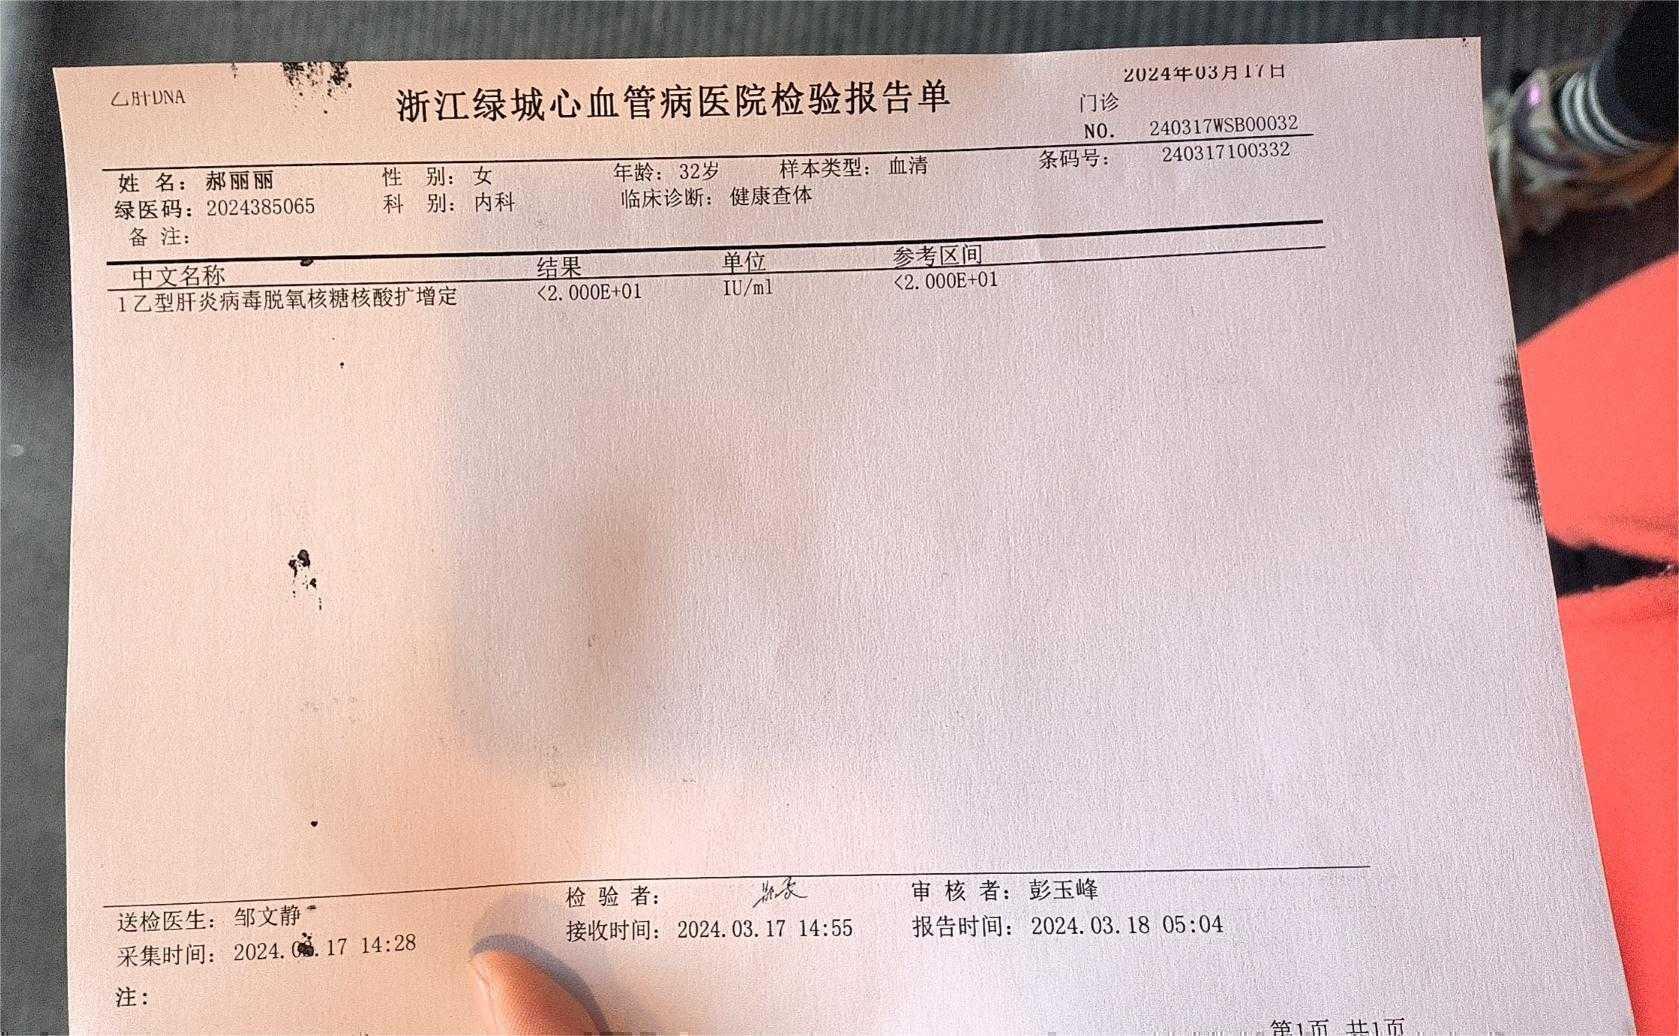 乙肝DNA
浙江绿城心血管病医院检验报告单
2024年03月17日
门诊
NO. 240317WSB00032
姓 名: 郝丽丽 性 别: 女 年龄: 32岁 样本类型: 血清 条码号: 240317100332
绿医码: 2024385065 科 别: 内科 临床诊断: 健康查体
备 注:
中文名称 结果 单位 参考区间
1 乙型肝炎病毒脱氧核糖核酸扩增定 <2.000E+01 IU/ml <2.000E+01
送检医生: 邹文静 检 验 者: 审 核 者: 彭玉峰
采集时间: 2024.03.17 14:28 接收时间: 2024.03.17 14:55 报告时间: 2024.03.18 05:04
注:
第1页 共1页